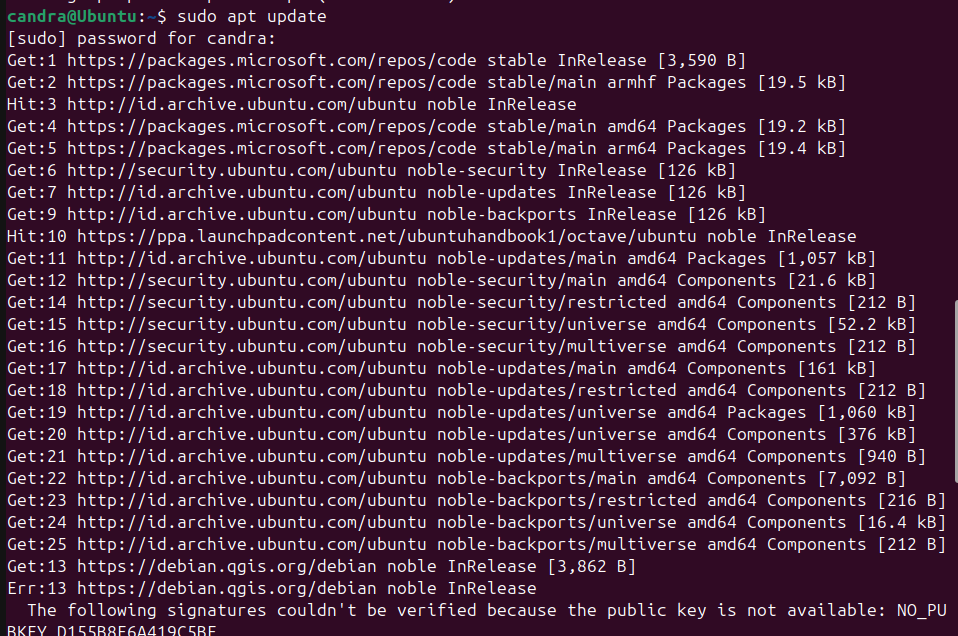 candra@Ubuntu:~$ sudo apt update
[sudo] password for candra:
Get:1 https://packages.microsoft.com/repos/code stable InRelease [3,590 B]
Get:2 https://packages.microsoft.com/repos/code stable/main armhf Packages [19.5 kB]
Hit:3 http://id.archive.ubuntu.com/ubuntu noble InRelease
Get:4 https://packages.microsoft.com/repos/code stable/main amd64 Packages [19.2 kB]
Get:5 https://packages.microsoft.com/repos/code stable/main arm64 Packages [19.4 kB]
Get:6 http://security.ubuntu.com/ubuntu noble-security InRelease [126 kB]
Get:7 http://id.archive.ubuntu.com/ubuntu noble-updates InRelease [126 kB]
Get:9 http://id.archive.ubuntu.com/ubuntu noble-backports InRelease [126 kB]
Hit:10 https://ppa.launchpadcontent.net/ubuntuhandbook1/octave/ubuntu noble InRelease
Get:11 http://id.archive.ubuntu.com/ubuntu noble-updates/main amd64 Packages [1,057 kB]
Get:12 http://security.ubuntu.com/ubuntu noble-security/main amd64 Components [21.6 kB]
Get:14 http://security.ubuntu.com/ubuntu noble-security/restricted amd64 Components [212 B]
Get:15 http://security.ubuntu.com/ubuntu noble-security/universe amd64 Components [52.2 kB]
Get:16 http://security.ubuntu.com/ubuntu noble-security/multiverse amd64 Components [212 B]
Get:17 http://id.archive.ubuntu.com/ubuntu noble-updates/main amd64 Components [161 kB]
Get:18 http://id.archive.ubuntu.com/ubuntu noble-updates/restricted amd64 Components [212 B]
Get:19 http://id.archive.ubuntu.com/ubuntu noble-updates/universe amd64 Packages [1,060 kB]
Get:20 http://id.archive.ubuntu.com/ubuntu noble-updates/universe amd64 Components [376 kB]
Get:21 http://id.archive.ubuntu.com/ubuntu noble-updates/multiverse amd64 Components [940 B]
Get:22 http://id.archive.ubuntu.com/ubuntu noble-backports/main amd64 Components [7,092 B]
Get:23 http://id.archive.ubuntu.com/ubuntu noble-backports/restricted amd64 Components [216 B]
Get:24 http://id.archive.ubuntu.com/ubuntu noble-backports/universe amd64 Components [16.4 kB]
Get:25 http://id.archive.ubuntu.com/ubuntu noble-backports/multiverse amd64 Components [212 B]
Get:13 https://debian.qgis.org/debian noble InRelease [3,862 B]
Err:13 https://debian.qgis.org/debian noble InRelease
The following signatures couldn't be verified because the public key is not available: NO_PU
BKEY